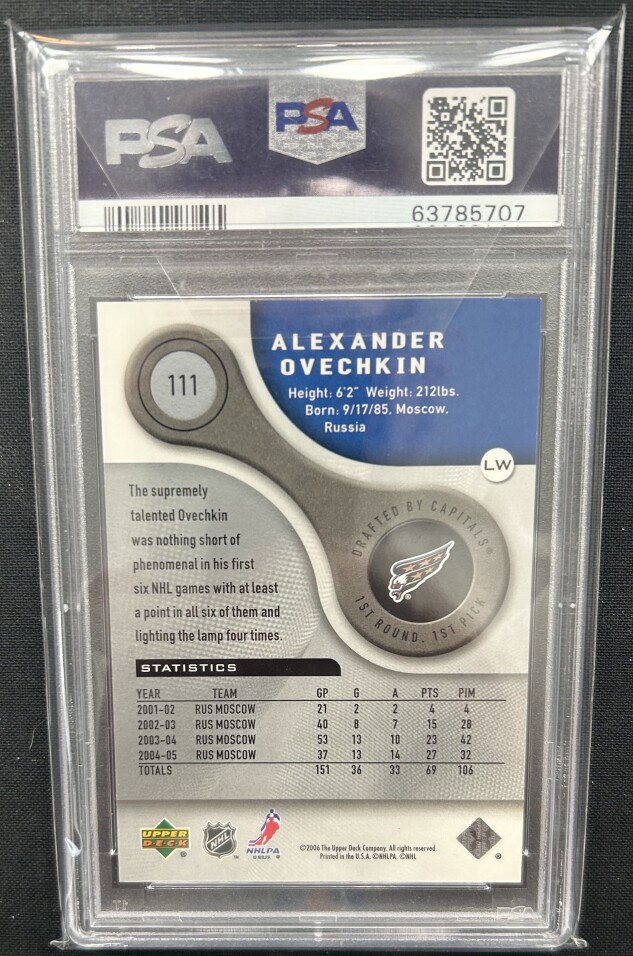 PSA
PSA
63785707
111
ALEXANDER
OVECHKIN
Height: 6'2" Weight: 212lbs.
Born: 9/17/85, Moscow,
Russia
LW
The supremely
talented Ovechkin
was nothing short of
phenomenal in his first
six NHL games with at least
a point in all six of them and
lighting the lamp four times.
DRAFTED BY CAPITALS®
1ST ROUND, 1ST PICK
STATISTICS
YEAR TEAM GP G A PTS PIM
2001-02 RUS MOSCOW 21 2 2 4 4
2002-03 RUS MOSCOW 40 8 7 15 28
2003-04 RUS MOSCOW 53 13 10 23 42
2004-05 RUS MOSCOW 37 13 14 27 32
TOTALS 151 36 33 69 106
UPPER
DECK
NHL
NHLPA
©NHLPA
©2006 The Upper Deck Company. All rights reserved.
Printed in the U.S.A. ©NHLPA. ©NHL
PSA